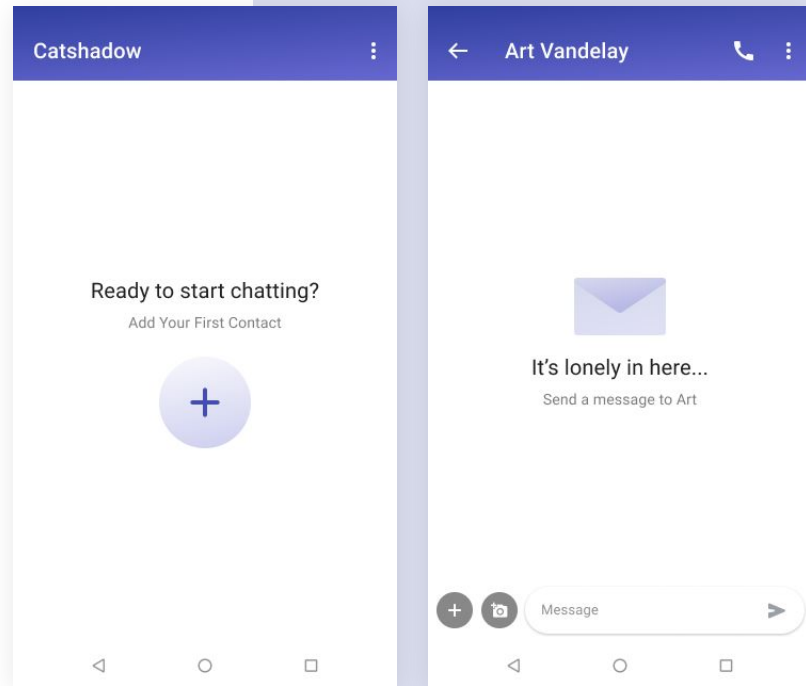 Catshadow
Ready to start chatting?
Add Your First Contact
Art Vandelay
It's lonely in here...
Send a message to Art
Message